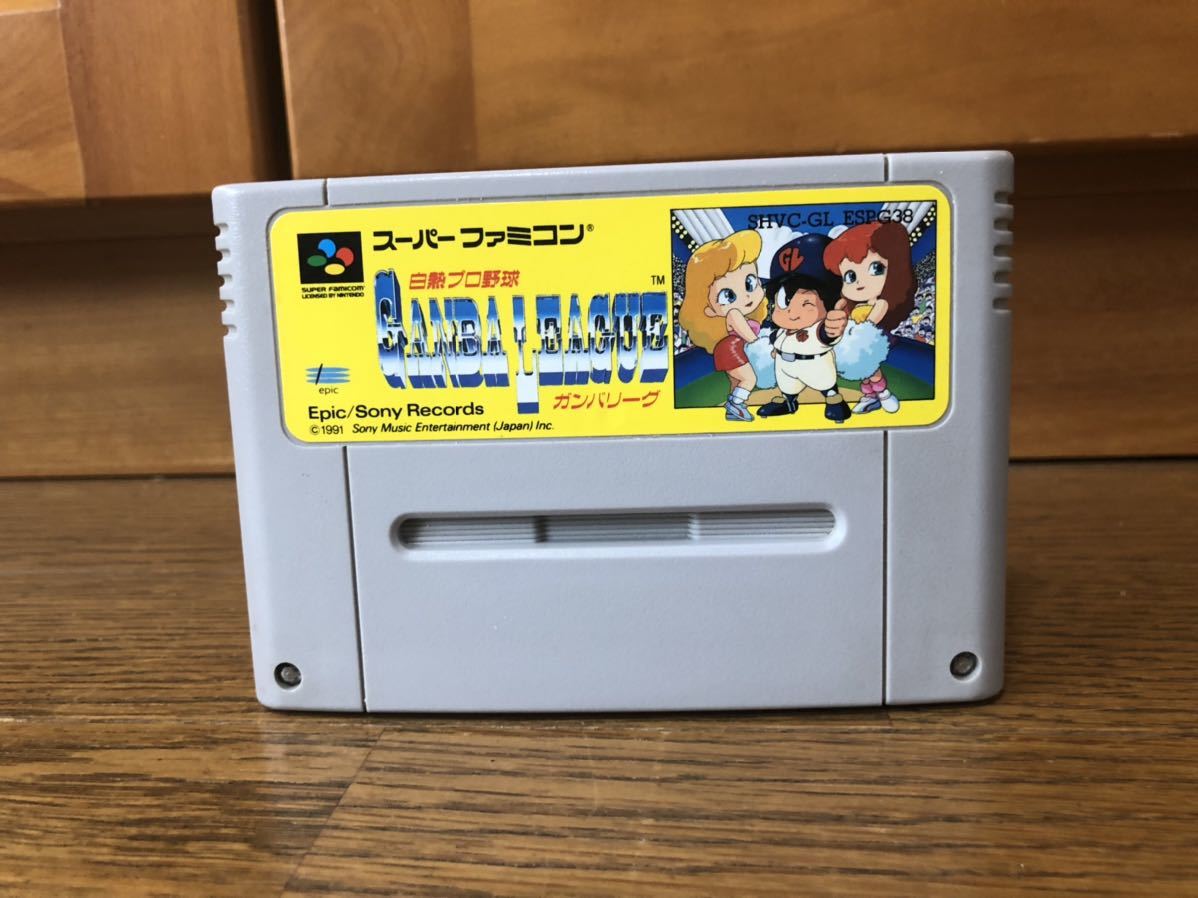 スーパーファミコン®
SUPER FAMICOM
LICENSED BY NINTENDO
白熱プロ野球
GANBA LEAGUE™
ガンバリーグ
epic
Epic/Sony Records
©1991 Sony Music Entertainment (Japan) Inc.
SHVC-GL ESPG38
GL